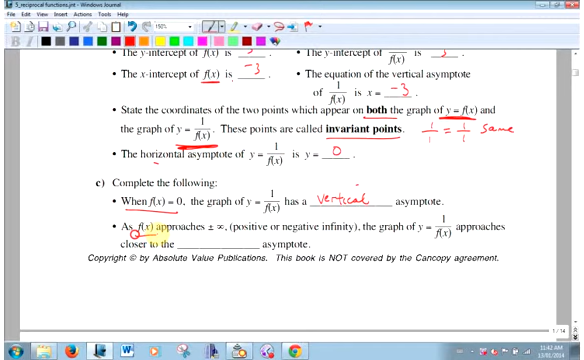 5_reciprocal functions.jnt - Windows Journal
File Edit View Insert Actions Tools Help
150%
• The y-intercept of f(x) is
• The y-intercept of f(x) is
• The x-intercept of f(x) is -3 .
• The equation of the vertical asymptote
of 1/f(x) is x = -3
• State the coordinates of the two points which appear on both the graph of y = f(x) and
the graph of y = 1/f(x). These points are called invariant points. 1/1 = 1/1 same
• The horizontal asymptote of y = 1/f(x) is y = 0 .
c) Complete the following:
• When f(x) = 0, the graph of y = 1/f(x) has a vertical asymptote.
• As f(x) approaches ± ∞, (positive or negative infinity), the graph of y = 1/f(x) approaches
closer to the ______ asymptote.
Copyright © by Absolute Value Publications. This book is NOT covered by the Cancopy agreement.
1 / 14
11:42 AM